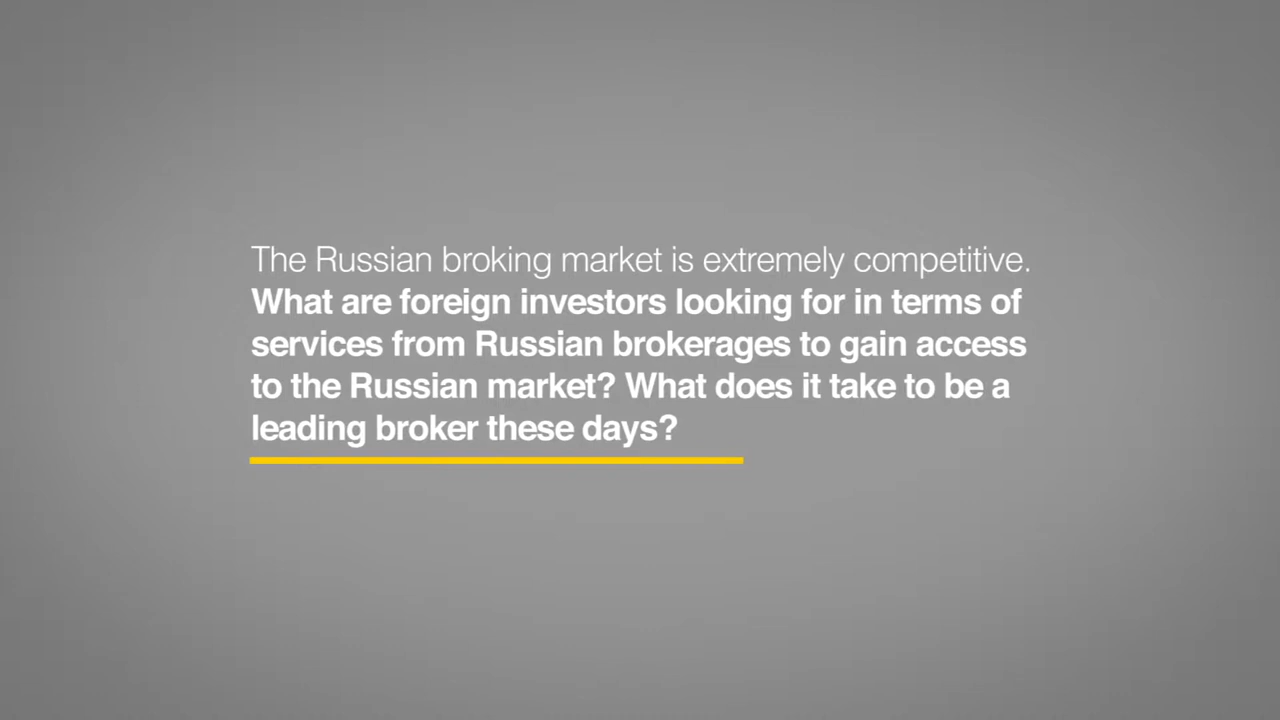 The Russian broking market is extremely competitive.
What are foreign investors looking for in terms of
services from Russian brokerages to gain access
to the Russian market? What does it take to be a
leading broker these days?